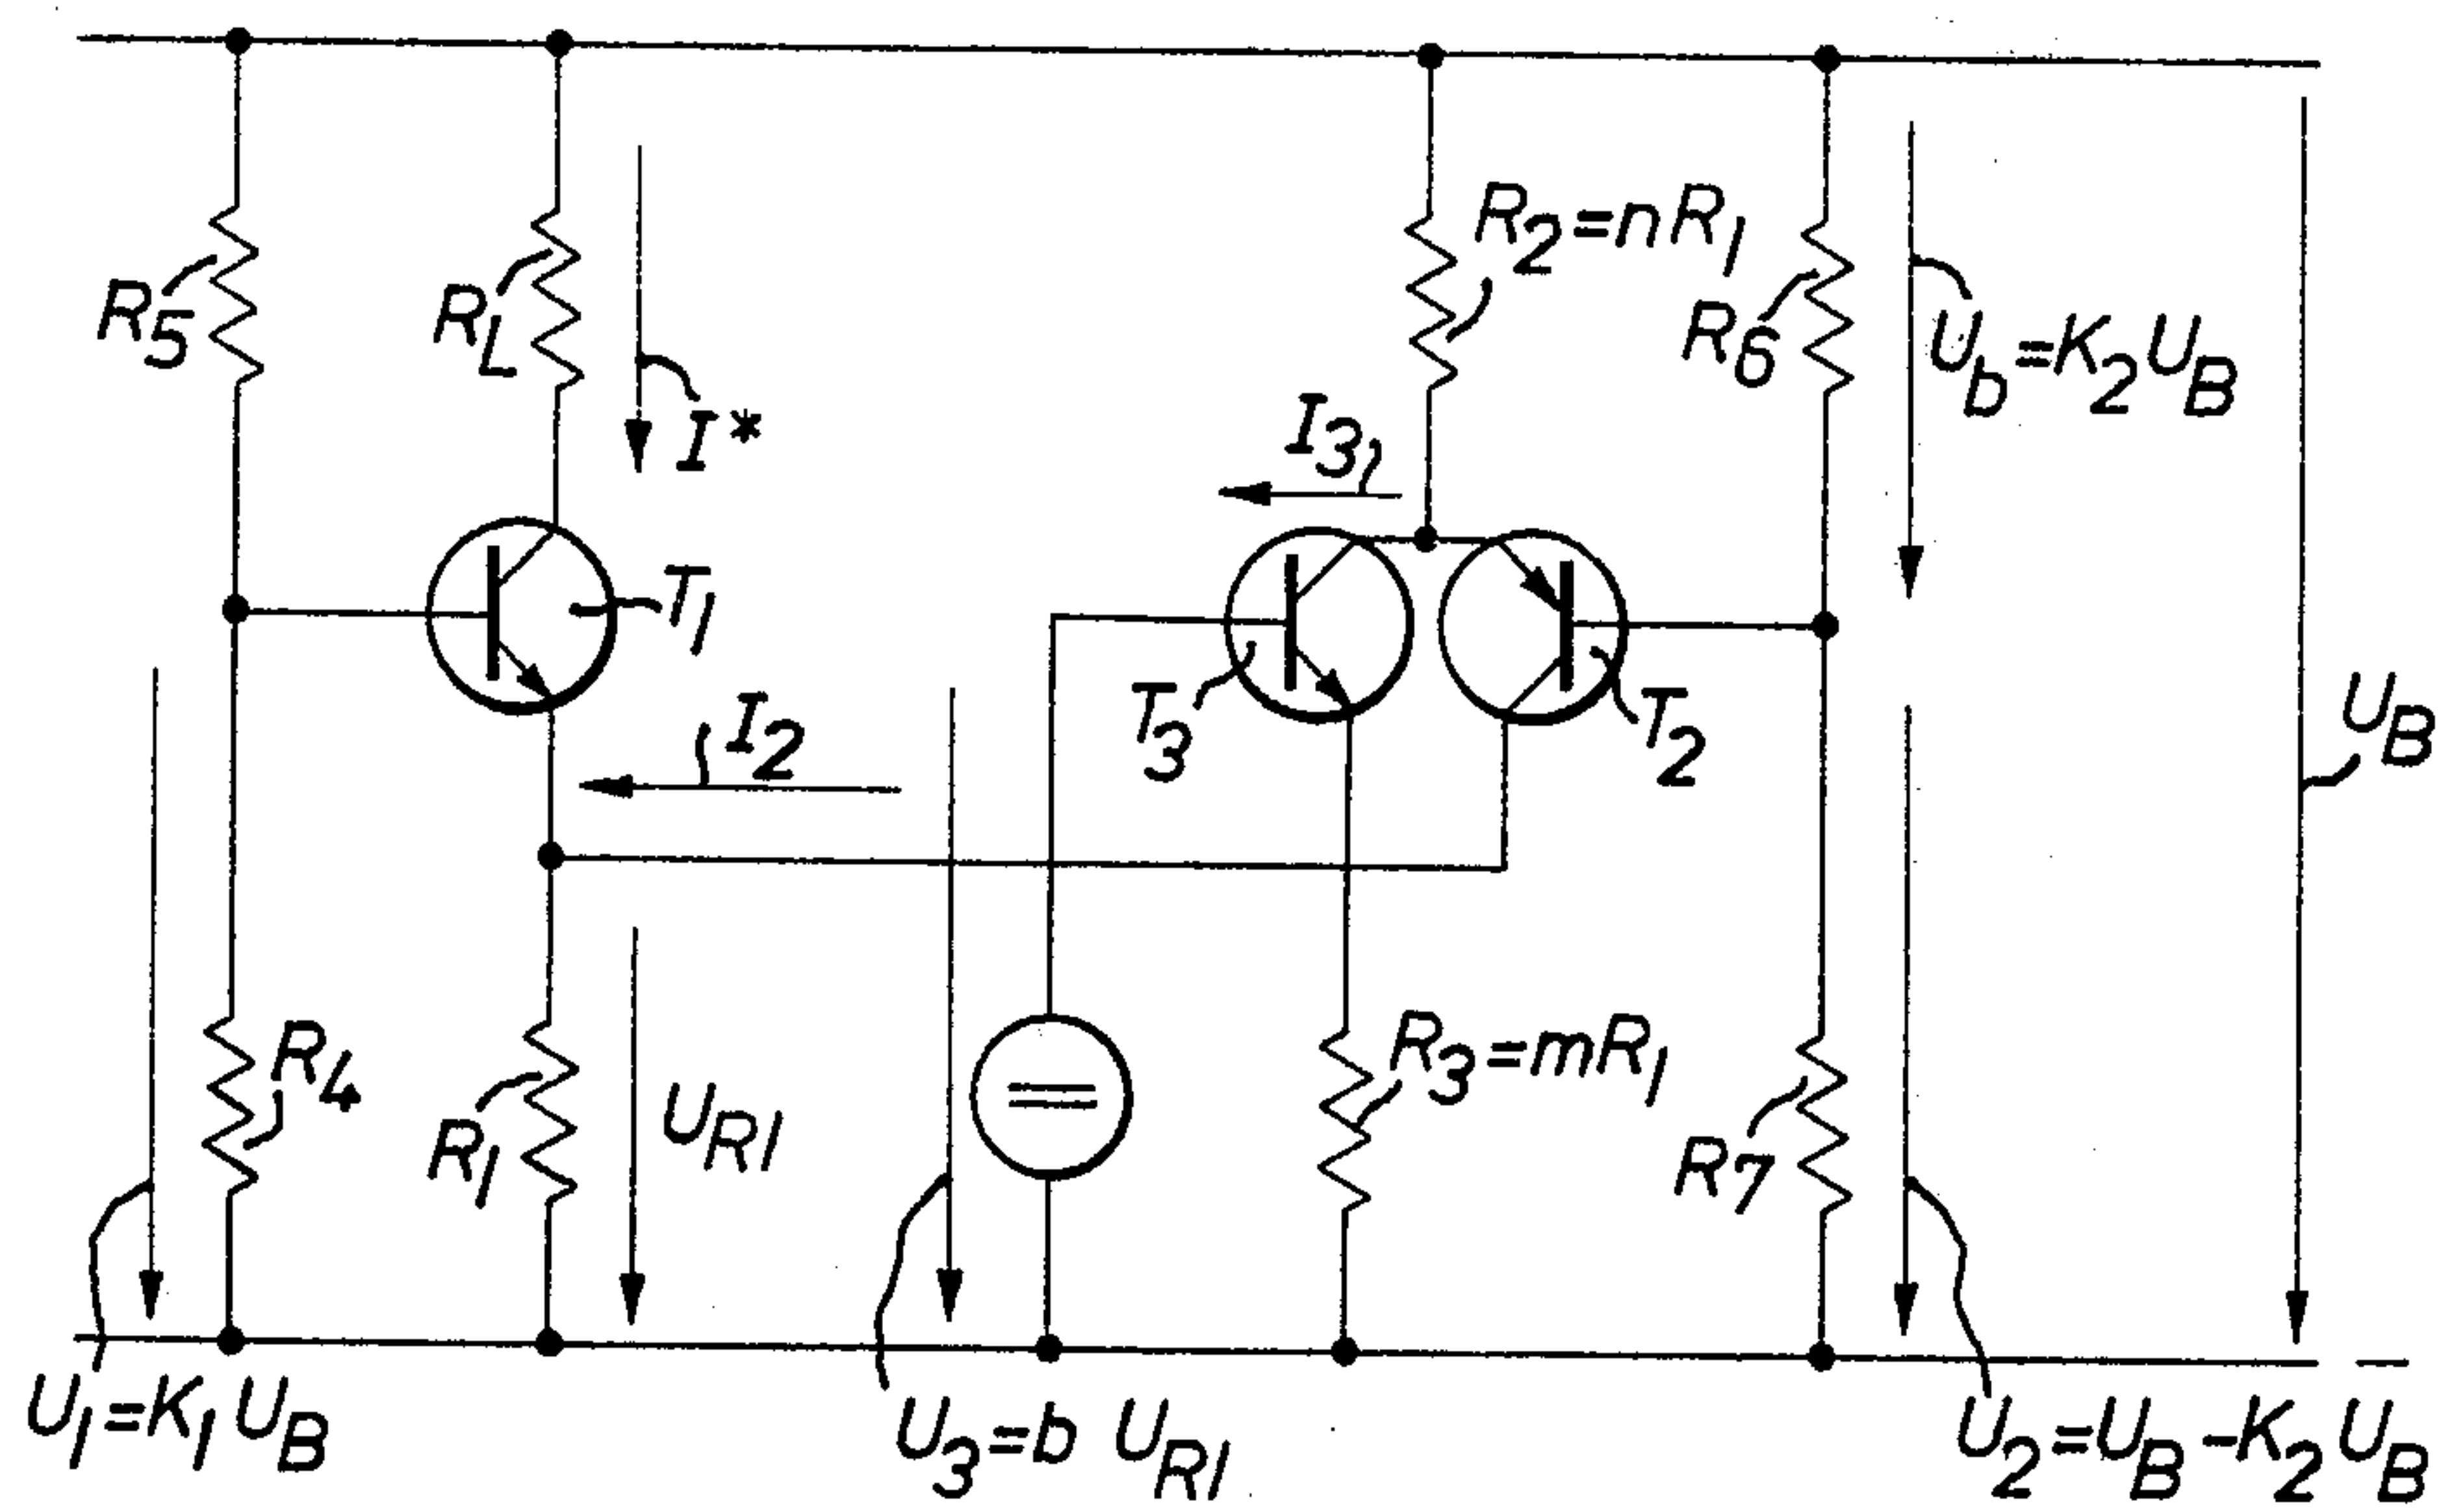 R5
RL
I*
R2=nR1
R6
Ub=K2UB
I3
T1
I2
T3
T2
UB
R4
R1
UR1
R3=mR1
R7
U1=K1UB
U3=b UR1
U2=UB-K2UB